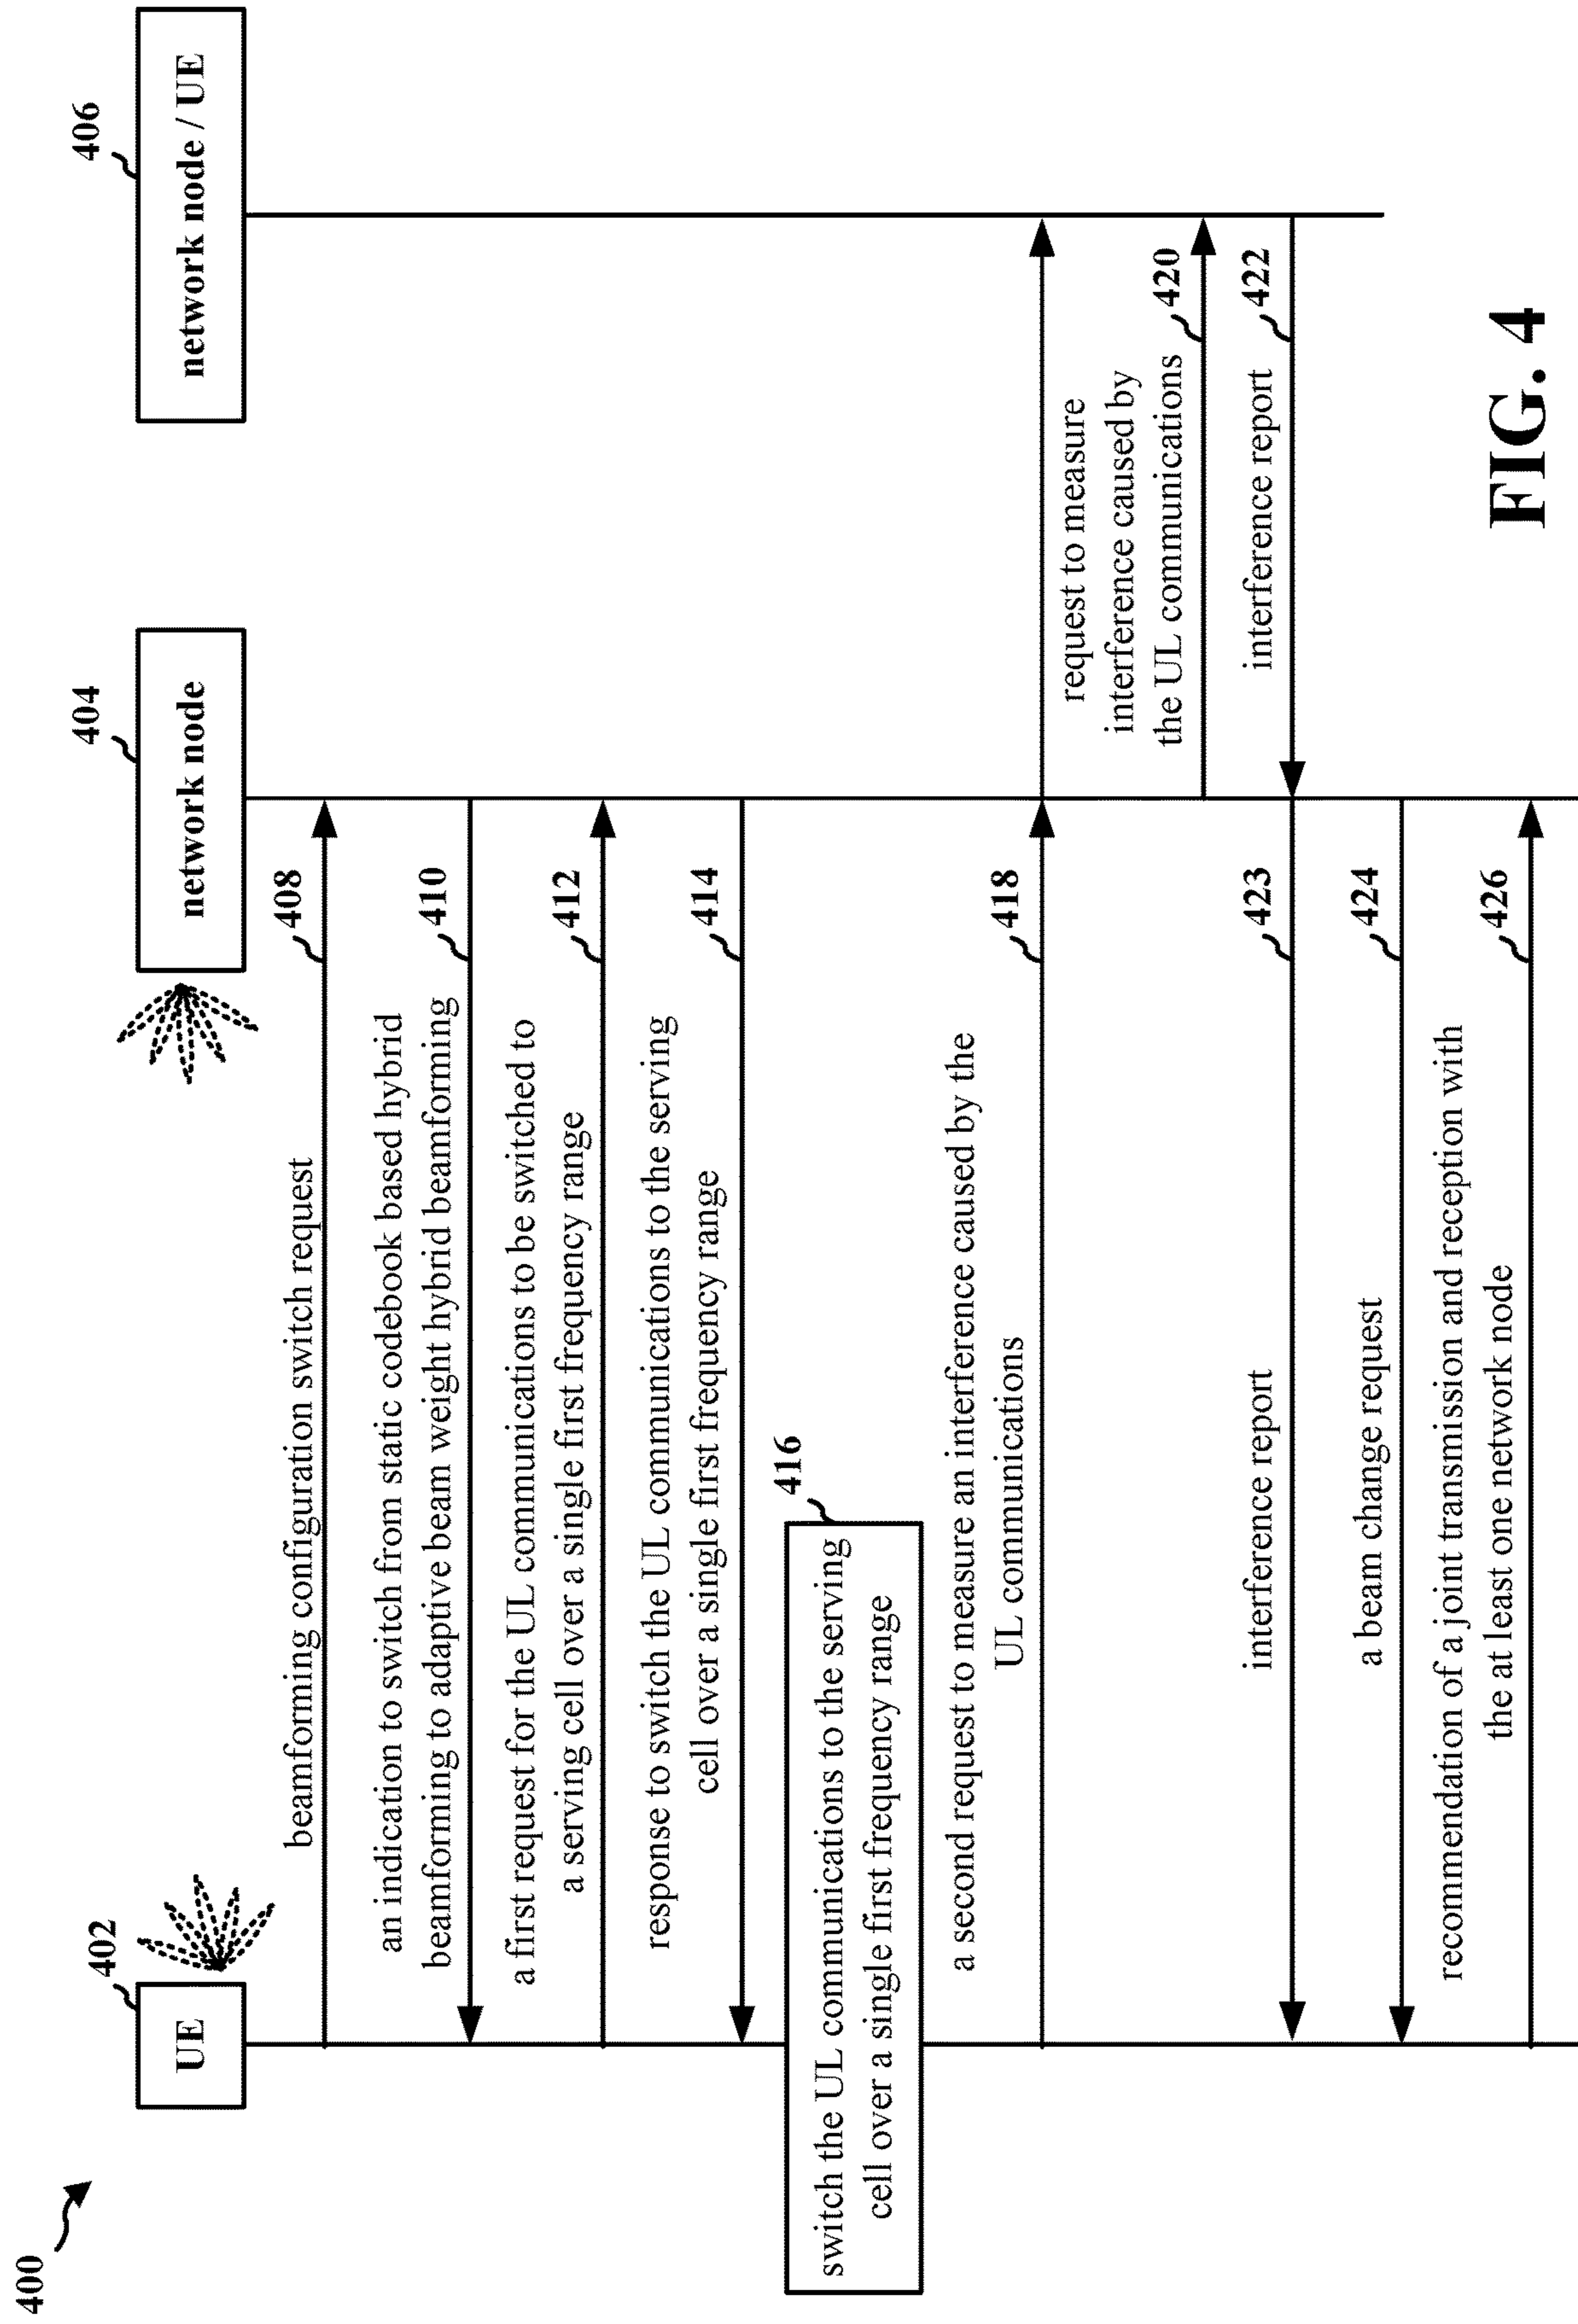 400
402
UE
404
network node
406
network node / UE
beamforming configuration switch request
408
an indication to switch from static codebook based hybrid
beamforming to adaptive beam weight hybrid beamforming
410
a first request for the UL communications to be switched to
a serving cell over a single first frequency range
412
response to switch the UL communications to the serving
cell over a single first frequency range
414
416
switch the UL communications to the serving
cell over a single first frequency range
a second request to measure an interference caused by the
UL communications
418
request to measure
interference caused by
the UL communications
420
interference report
422
interference report
423
a beam change request
424
recommendation of a joint transmission and reception with
the at least one network node
426
FIG. 4